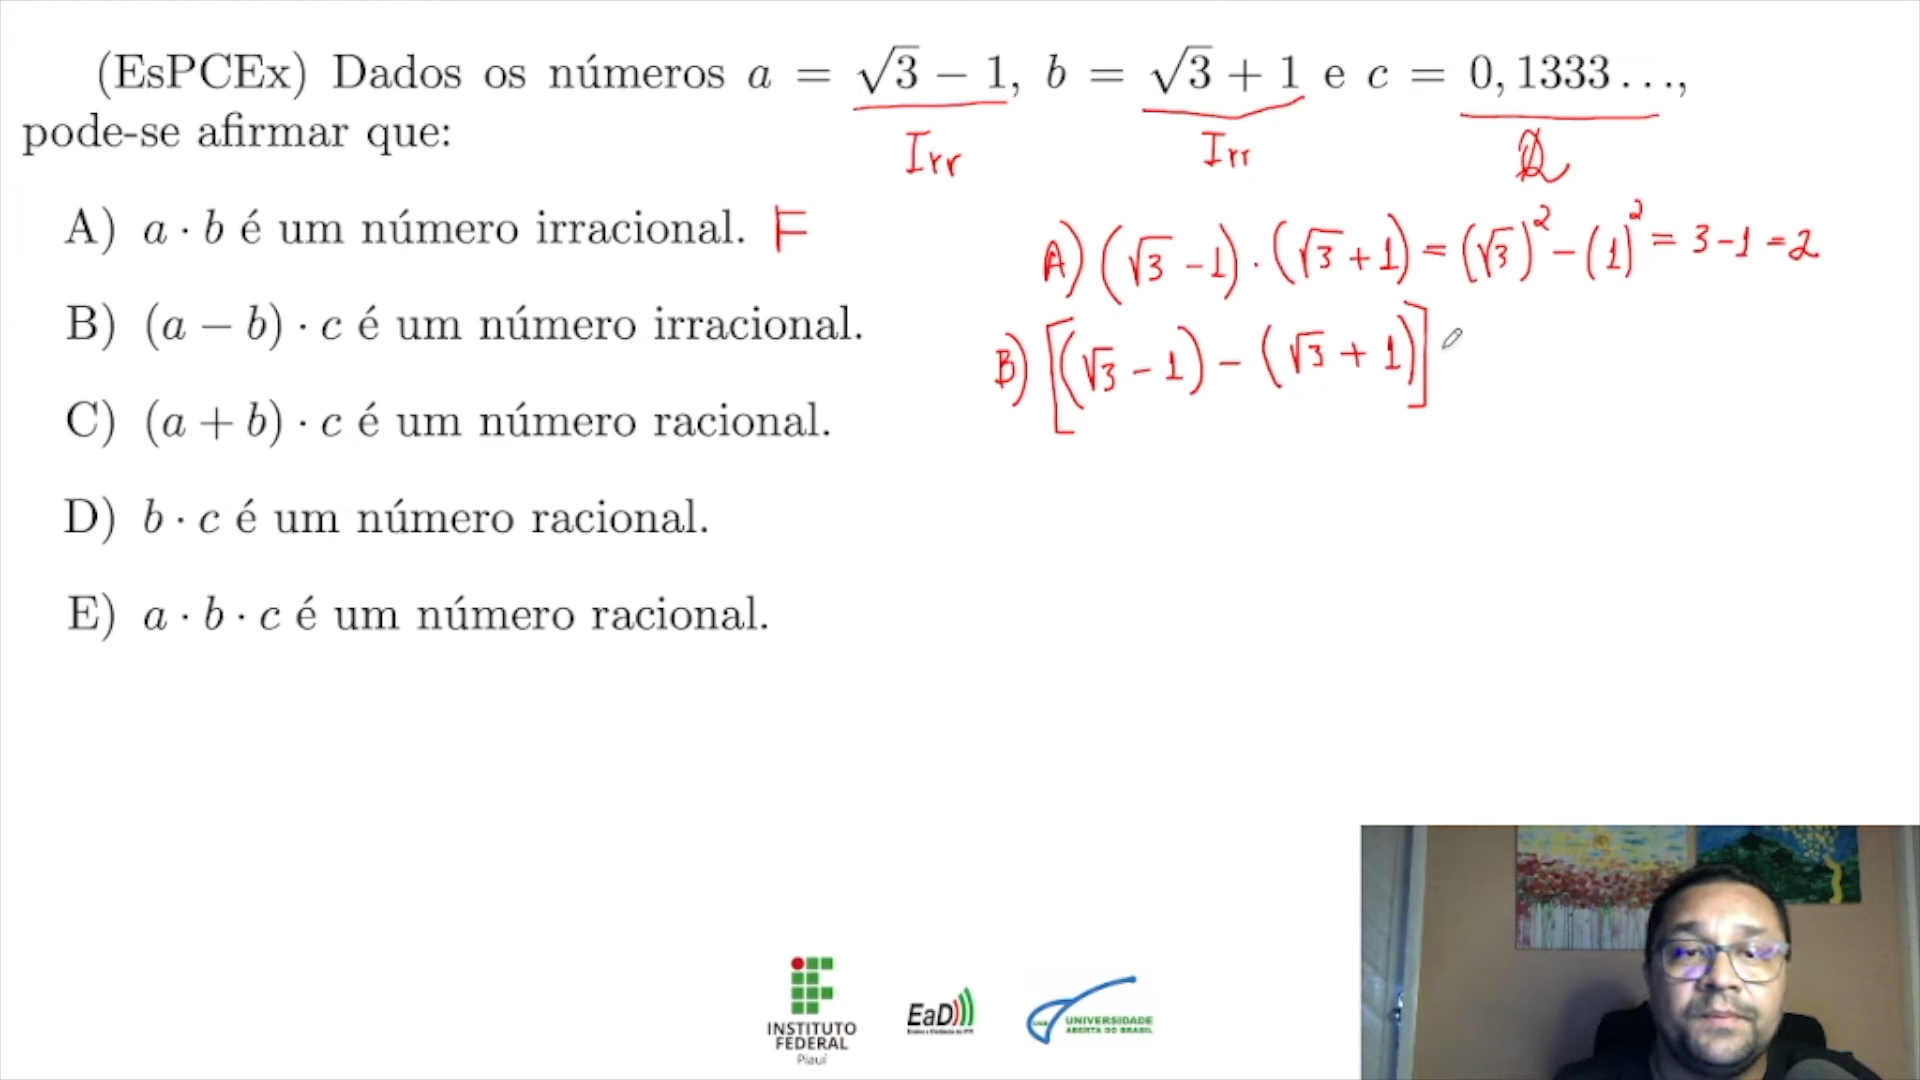 (EsPCEx) Dados os números a = √3 − 1, b = √3 + 1 e c = 0, 1333...,
pode-se afirmar que:
Irr
Irr
Q
A) a · b é um número irracional. F
A) (√3 − 1) · (√3 + 1) = (√3)² − (1)² = 3 − 1 = 2
B) (a − b) · c é um número irracional.
B) [(√3 − 1) − (√3 + 1)]
C) (a + b) · c é um número racional.
D) b · c é um número racional.
E) a · b · c é um número racional.
INSTITUTO
FEDERAL
Piauí
EaD
UNIVERSIDADE
ABERTA DO BRASIL